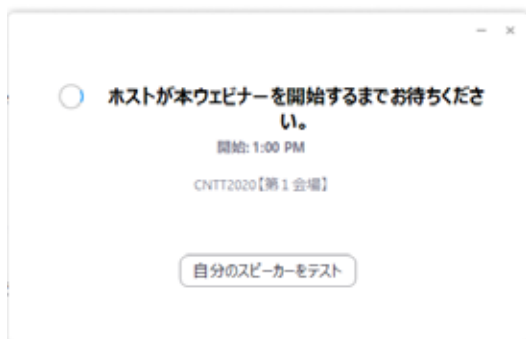 ホストが本ウェビナーを開始するまでお待ちくださ
い。
開始: 1:00 PM
CNTT2020【第１会場】
自分のスピーカーをテスト